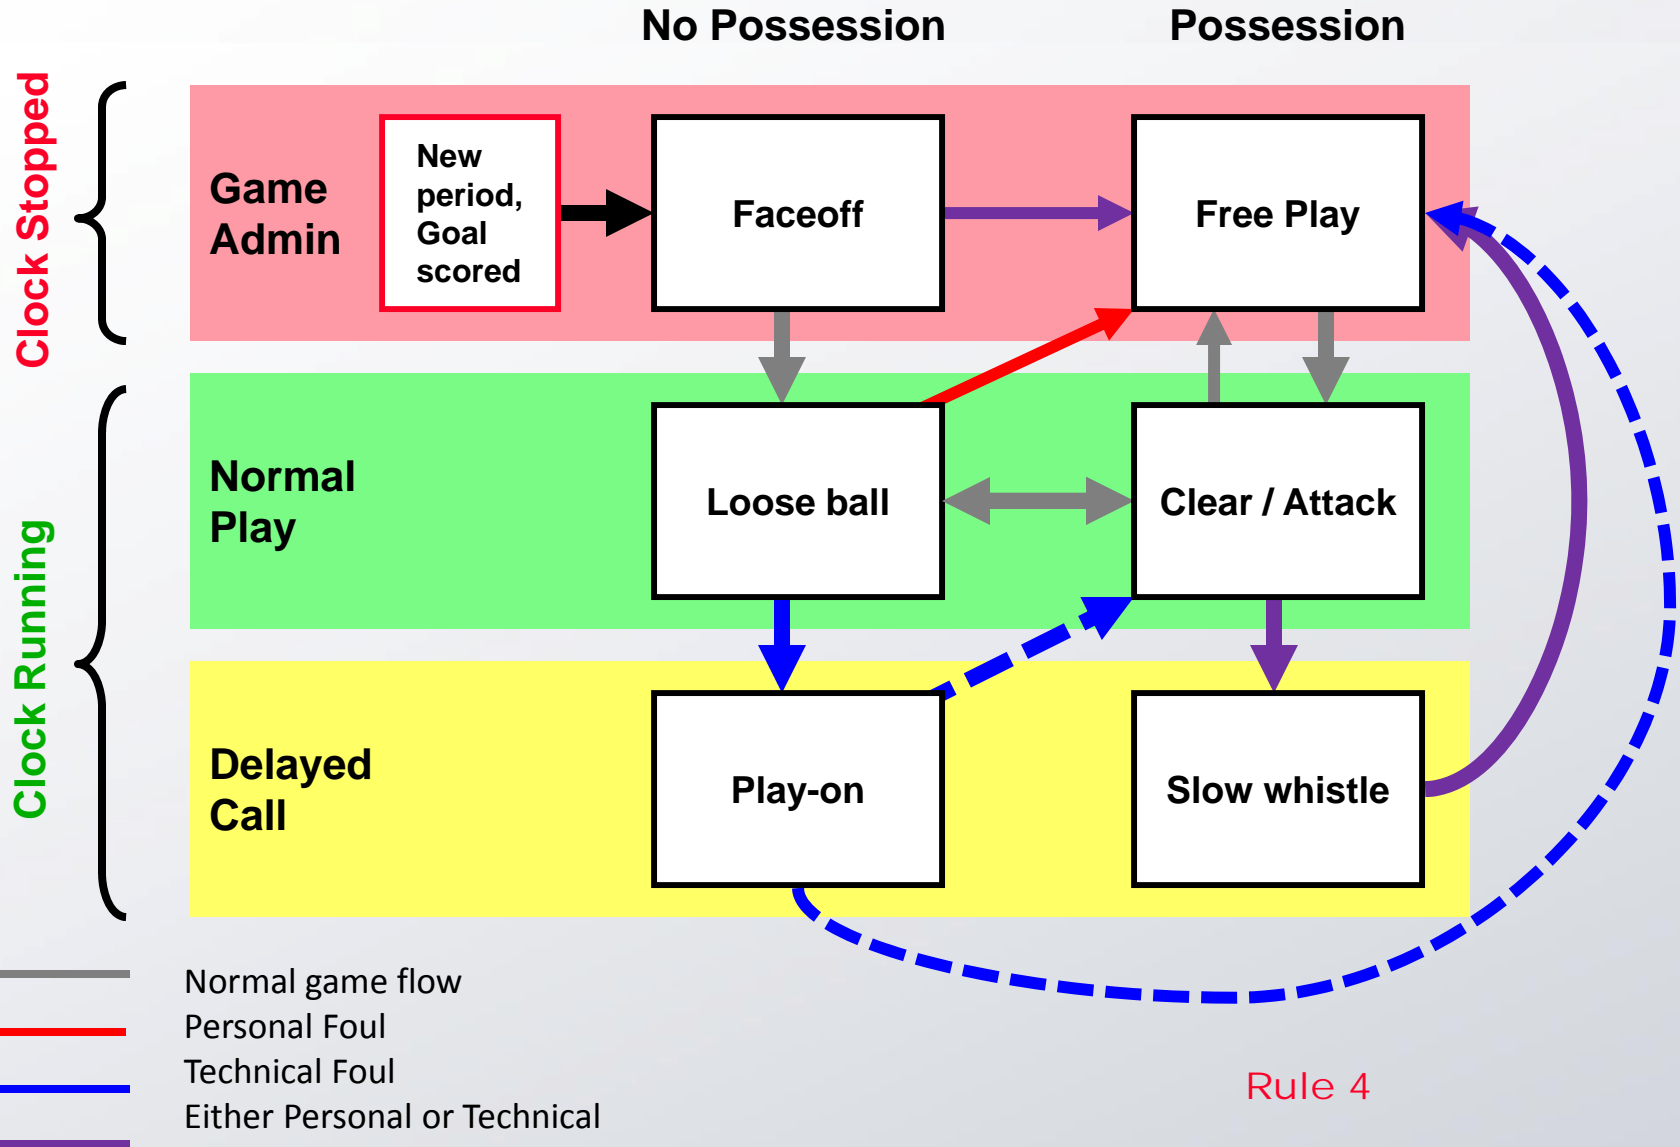 No Possession
Possession
Clock Stopped
Game
Admin
New
period,
Goal
scored
Faceoff
Free Play
Clock Running
Normal
Play
Loose ball
Clear / Attack
Delayed
Call
Play-on
Slow whistle
Normal game flow
Personal Foul
Technical Foul
Either Personal or Technical
Rule 4